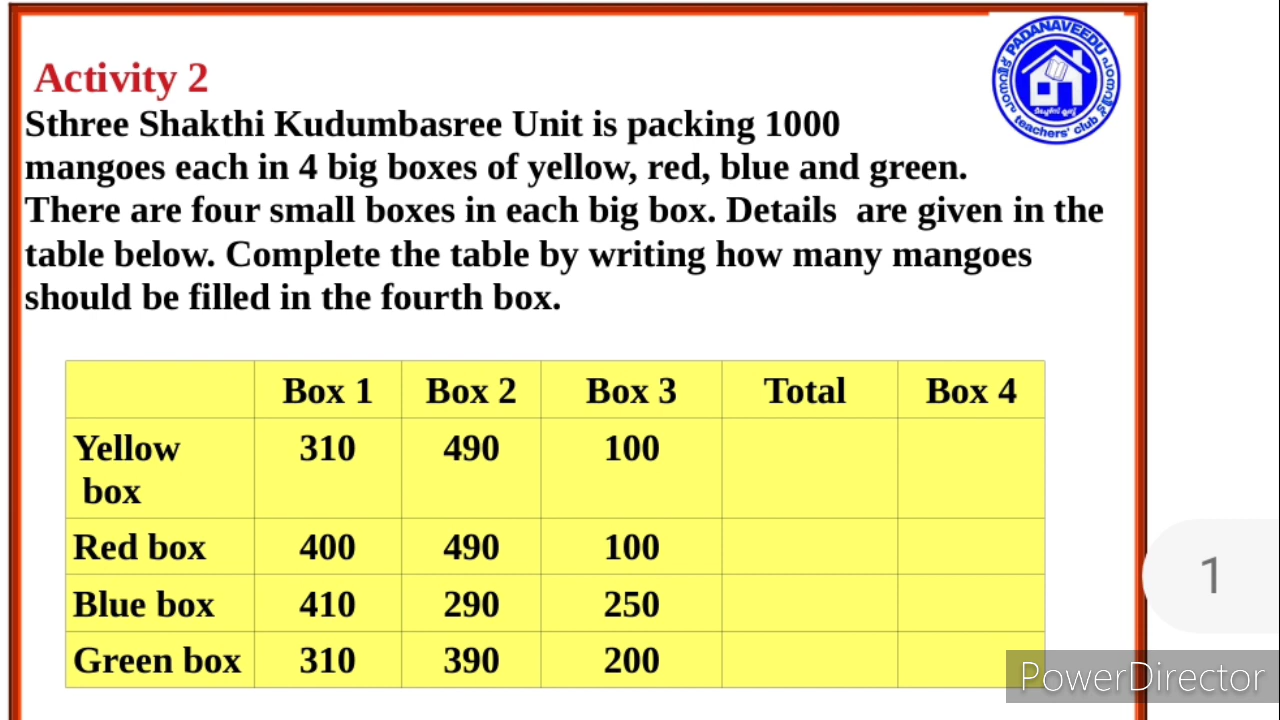 PADANAVEEDU
teachers' club
Activity 2
Sthree Shakthi Kudumbasree Unit is packing 1000
mangoes each in 4 big boxes of yellow, red, blue and green.
There are four small boxes in each big box. Details are given in the
table below. Complete the table by writing how many mangoes
should be filled in the fourth box.
Box 1 Box 2 Box 3 Total Box 4
Yellow 310 490 100
box
Red box 400 490 100
Blue box 410 290 250
Green box 310 390 200
1
PowerDirector